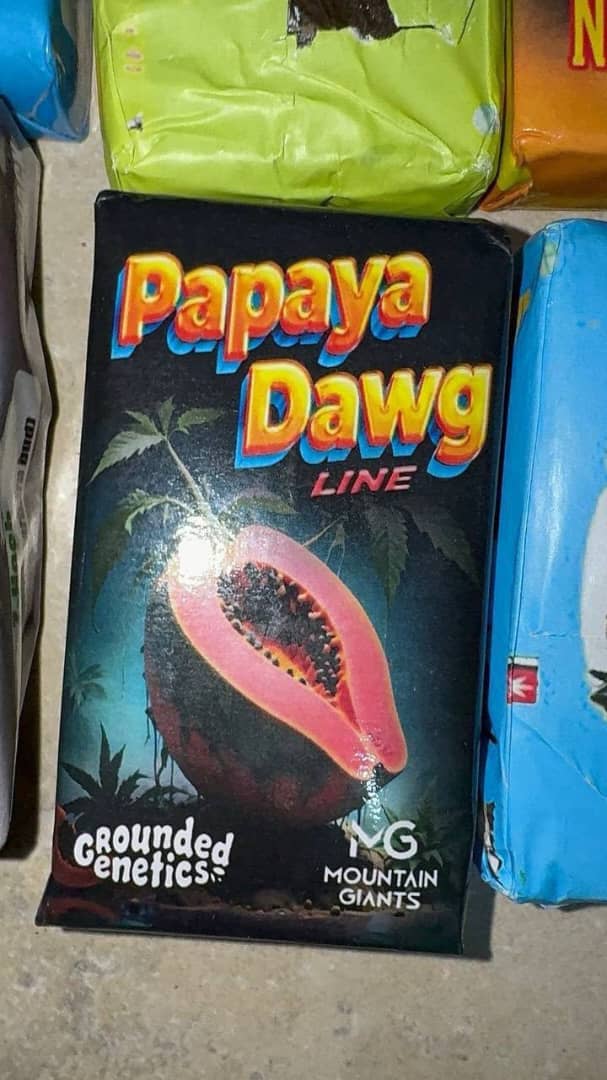 N
Papaya
Dawg
LINE
Grounded
Genetics
MG
MOUNTAIN
GIANTS